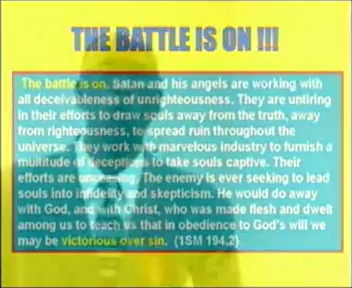 THE BATTLE IS ON !!!
The battle is on. Satan and his angels are working with
all deceivableness of unrighteousness. They are untiring
in their efforts to draw souls away from the truth, away
from righteousness, to spread ruin throughout the
universe. They work with marvelous industry to furnish a
multitude of deceptions to take souls captive. Their
efforts are unceasing. The enemy is ever seeking to lead
souls into infidelity and skepticism. He would do away
with God, and with Christ, who was made flesh and dwelt
among us to teach us that in obedience to God's will we
may be victorious over sin. (1SM 194.2)